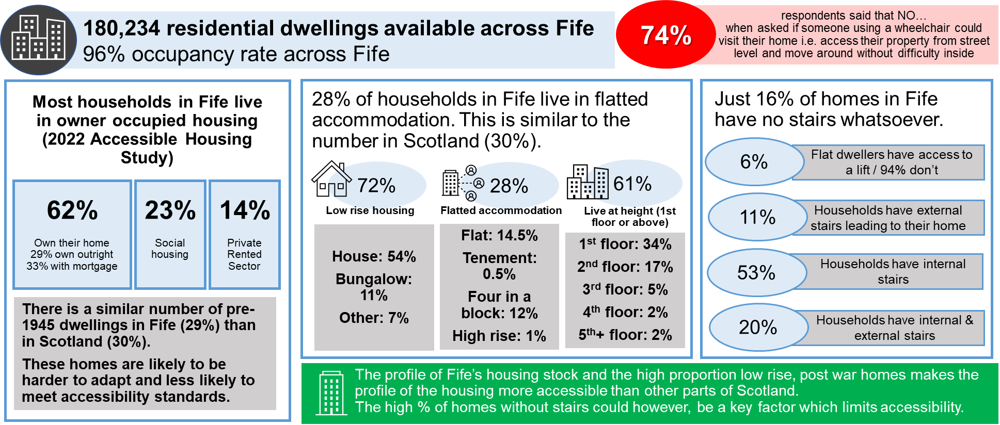 180,234 residential dwellings available across Fife
96% occupancy rate across Fife
74%
respondents said that NO…
when asked if someone using a wheelchair could
visit their home i.e. access their property from street
level and move around without difficulty inside
Most households in Fife live
in owner occupied housing
(2022 Accessible Housing
Study)
62%
Own their home
29% own outright
33% with mortgage
23%
Social
housing
14%
Private
Rented
Sector
There is a similar number of pre-
1945 dwellings in Fife (29%) than
in Scotland (30%).
These homes are likely to be
harder to adapt and less likely to
meet accessibility standards.
28% of households in Fife live in flatted
accommodation. This is similar to the
number in Scotland (30%).
72%
Low rise housing
House: 54%
Bungalow:
11%
Other: 7%
28%
Flatted accommodation
Flat: 14.5%
Tenement:
0.5%
Four in a
block: 12%
High rise: 1%
61%
Live at height (1st
floor or above)
1st floor: 34%
2nd floor: 17%
3rd floor: 5%
4th floor: 2%
5th+ floor: 2%
Just 16% of homes in Fife
have no stairs whatsoever.
6%
Flat dwellers have access to
a lift / 94% don’t
11%
Households have external
stairs leading to their home
53%
Households have internal
stairs
20%
Households have internal &
external stairs
The profile of Fife’s housing stock and the high proportion low rise, post war homes makes the
profile of the housing more accessible than other parts of Scotland.
The high % of homes without stairs could however, be a key factor which limits accessibility.